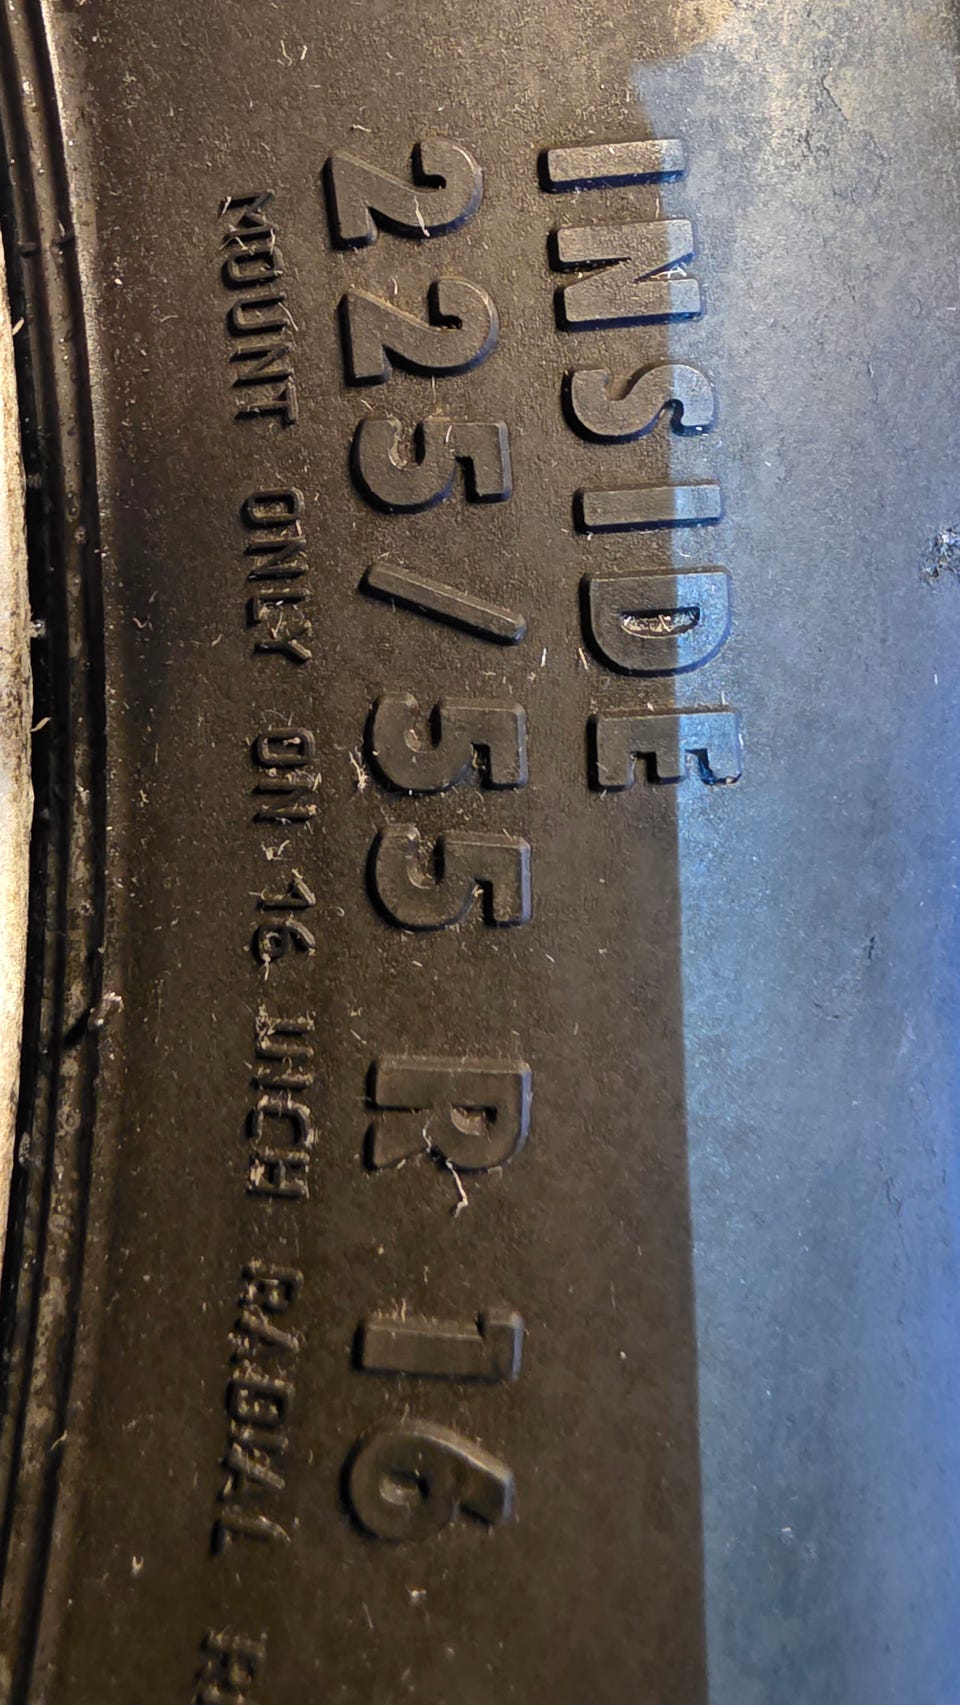 INSIDE
225/55 R 16
MOUNT ONLY ON 16 INCH RADIAL